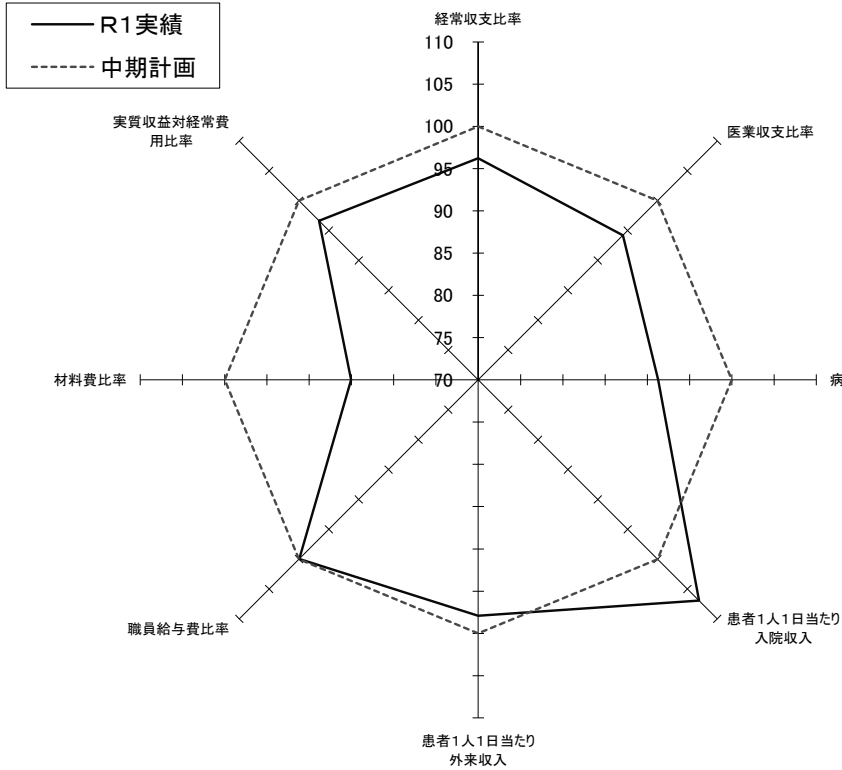 R1実績
中期計画
経常収支比率
110
105
100
95
90
85
80
75
70
医業収支比率
病
患者1人1日当たり
入院収入
患者1人1日当たり
外来収入
職員給与費比率
材料費比率
実質収益対経常費
用比率